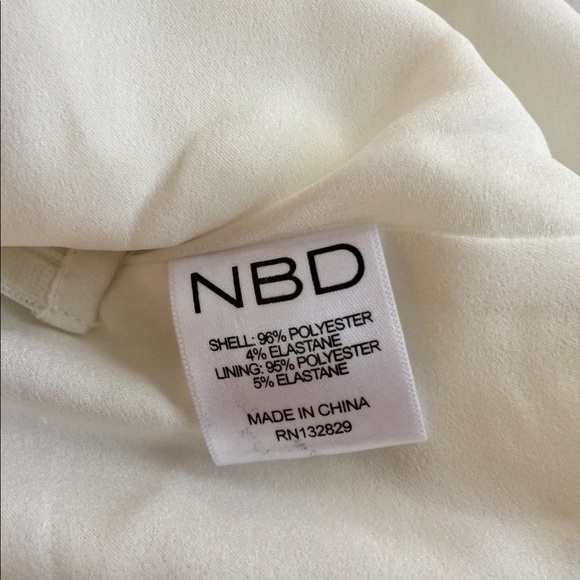 NBD
SHELL: 96% POLYESTER
4% ELASTANE
LINING: 95% POLYESTER
5% ELASTANE
MADE IN CHINA
RN132829